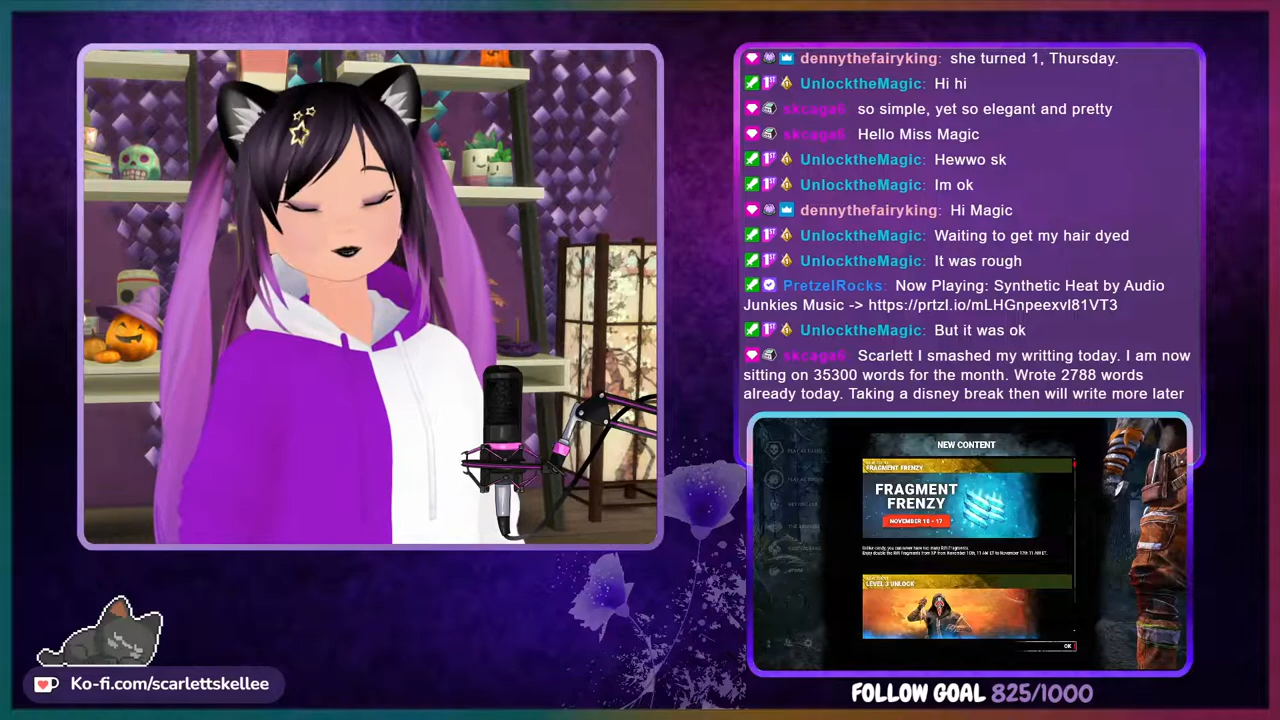 dennythefairyking: she turned 1, Thursday.
UnlocktheMagic: Hi hi
skcaga6: so simple, yet so elegant and pretty
skcaga6: Hello Miss Magic
UnlocktheMagic: Hewwo sk
UnlocktheMagic: Im ok
dennythefairyking: Hi Magic
UnlocktheMagic: Waiting to get my hair dyed
UnlocktheMagic: It was rough
PretzelRocks: Now Playing: Synthetic Heat by Audio
Junkies Music -> https://prtzl.io/mLHGnpeexvl81VT3
UnlocktheMagic: But it was ok
skcaga6: Scarlett I smashed my writting today. I am now
sitting on 35300 words for the month. Wrote 2788 words
already today. Taking a disney break then will write more later
NEW CONTENT
FRAGMENT FRENZY
FRAGMENT
FRENZY
NOVEMBER 10 - 17
LEVEL 3 UNLOCK
OK
Ko-fi.com/scarlettskellee
FOLLOW GOAL 825/1000